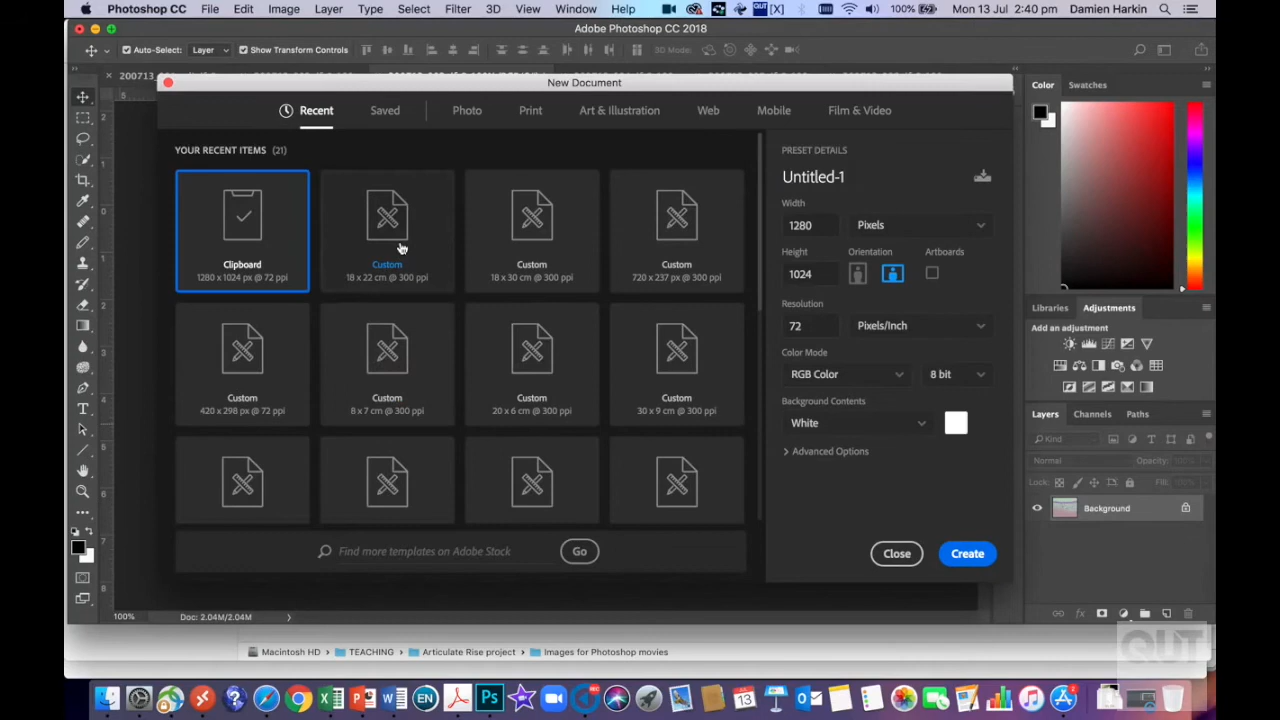 Photoshop File Edit Image Layer Type Select Filter 3D View Window Help QUT [X] 100% Mon 13 Jul 2:40 pm Damien Harkin
Adobe Photoshop CC 2018
Auto-Select: Layer Show Transform Controls 3D Mode:
New Document
Recent Saved Photo Print Art & Illustration Web Mobile Film & Video
YOUR RECENT ITEMS (21)
Clipboard
1280 x 1024 px @ 72 ppi
Custom
18 x 22 cm @ 300 ppi
Custom
18 x 30 cm @ 300 ppi
Custom
720 x 237 px @ 300 ppi
Custom
420 x 298 px @ 72 ppi
Custom
8 x 7 cm @ 300 ppi
Custom
20 x 6 cm @ 300 ppi
Custom
30 x 9 cm @ 300 ppi
Find more templates on Adobe Stock Go
PRESET DETAILS
Untitled-1
Width
1280 Pixels
Height Orientation Artboards
1024
Resolution
72 Pixels/Inch
Color Mode
RGB Color 8 bit
Background Contents
White
Advanced Options
Close Create
Color Swatches
Libraries Adjustments
Add an adjustment
Layers Channels Paths
Kind
Normal Opacity: 100%
Lock: Fill: 100%
Background
100% Doc: 2.04M/2.04M
Macintosh HD TEACHING Articulate Rise project Images for Photoshop movies
QUT